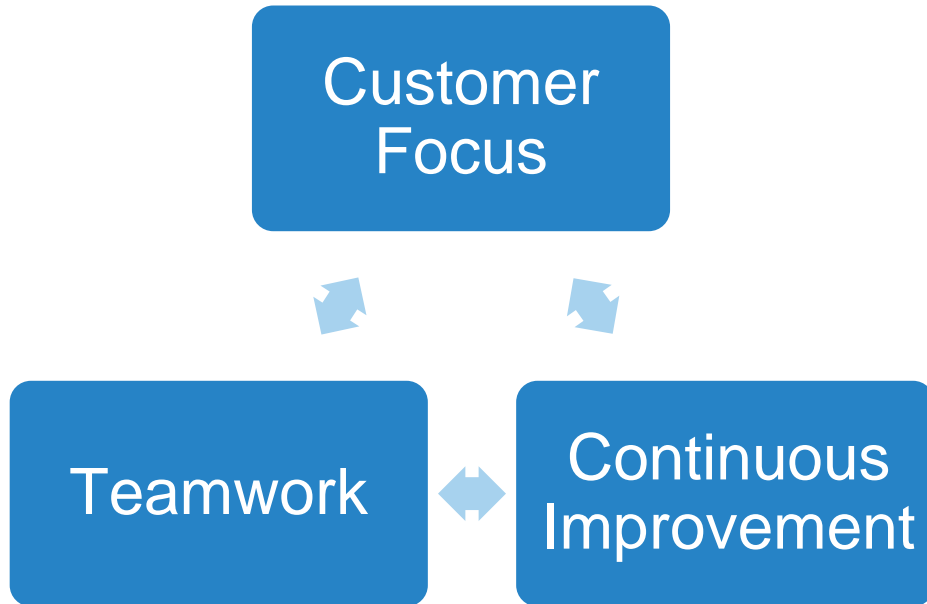 Customer
Focus
Teamwork
Continuous
Improvement